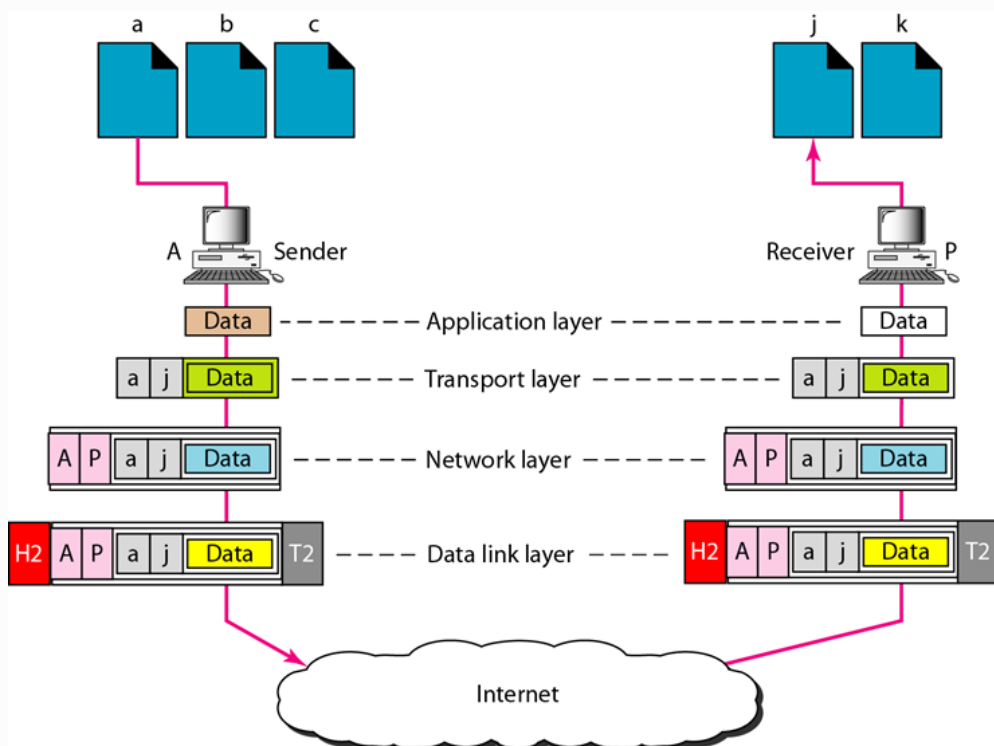 a b c j k
A Sender Receiver P
Data Application layer Data
a j Data Transport layer a j Data
A P a j Data Network layer A P a j Data
H2 A P a j Data T2 Data link layer H2 A P a j Data T2
Internet